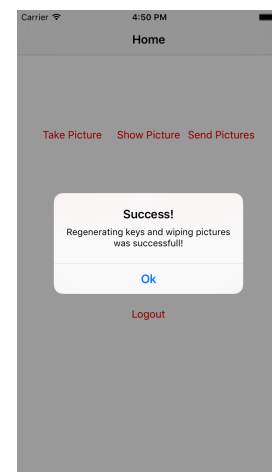 Carrier 4:50 PM
Home
Take Picture Show Picture Send Pictures
Success!
Regenerating keys and wiping pictures
was successfull!
Ok
Logout